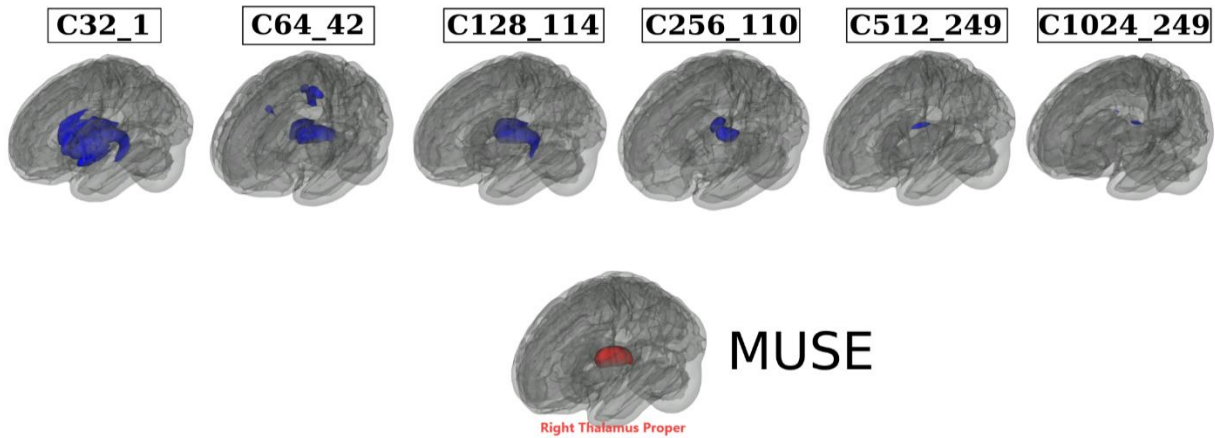 C32_1
C64_42
C128_114
C256_110
C512_249
C1024_249
MUSE
Right Thalamus Proper